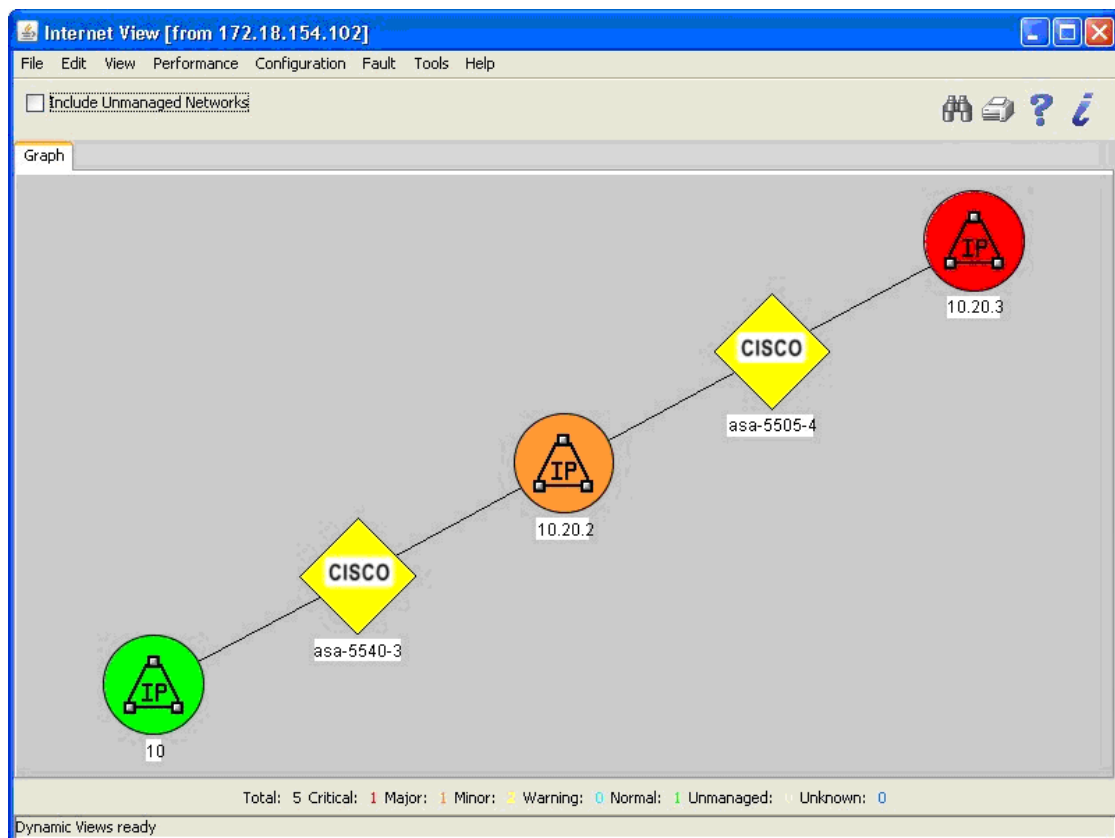 Internet View [from 172.18.154.102]
File Edit View Performance Configuration Fault Tools Help
Include Unmanaged Networks
Graph
IP
10.20.3
CISCO
asa-5505-4
IP
10.20.2
CISCO
asa-5540-3
IP
10
Total: 5 Critical: 1 Major: 1 Minor: 2 Warning: 0 Normal: 1 Unmanaged: 0 Unknown: 0
Dynamic Views ready